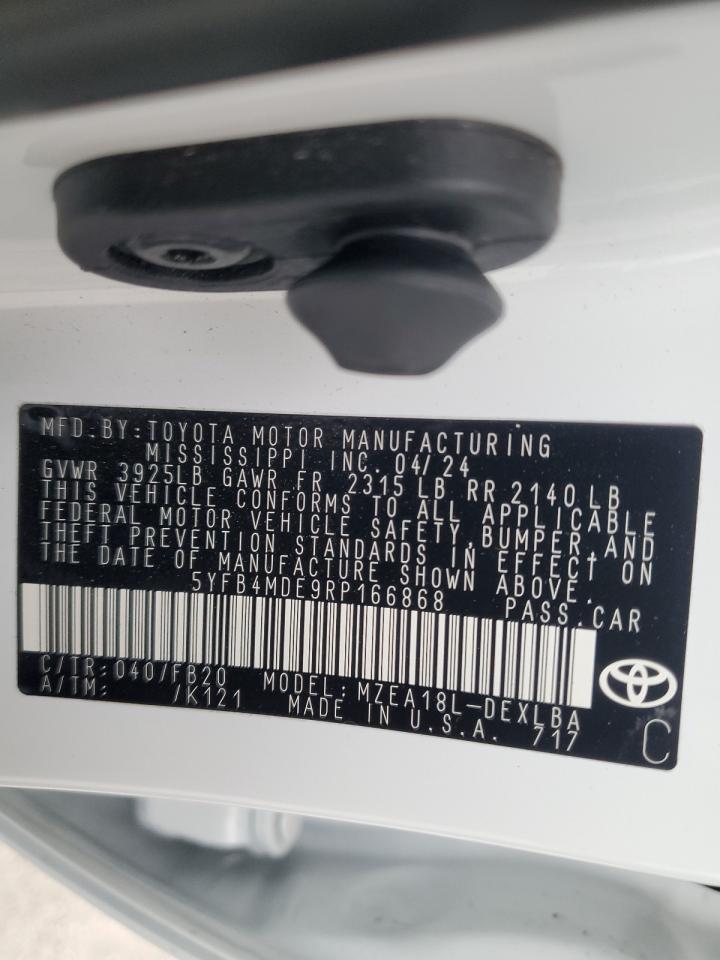 MFD.BY:TOYOTA MOTOR MANUFACTURING
MISSISSIPPI INC. 04/24
GVWR 3925LB GAWR FR 2315 LB RR 2140 LB
THIS VEHICLE CONFORMS TO ALL APPLICABLE
FEDERAL MOTOR VEHICLE SAFETY,BUMPER,AND
THEFT PREVENTION STANDARDS IN EFFECT ON
THE DATE OF MANUFACTURE SHOWN ABOVE.
5YFB4MDE9RP166868 PASS.CAR
C/TR:040/FB20 MODEL:MZEA18L-DEXLBA
A/TM: /K121 MADE IN U.S.A. 717
C